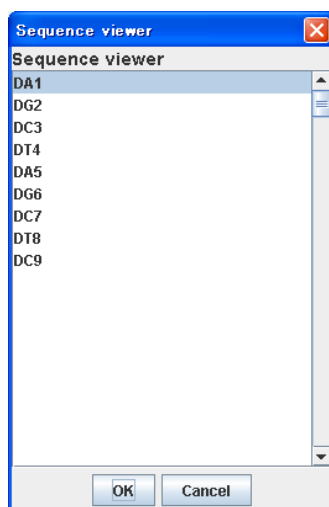 Sequence viewer
Sequence viewer
DA1
DG2
DC3
DT4
DA5
DG6
DC7
DT8
DC9
OK Cancel